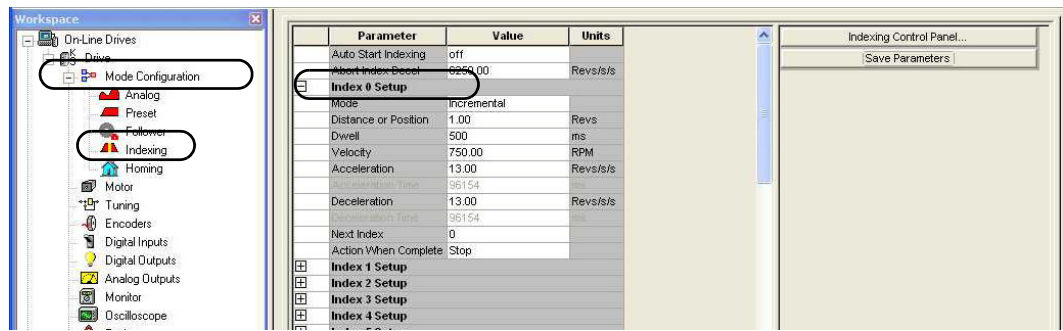 Workspace
On-Line Drives
Drive
Mode Configuration
Analog
Preset
Follower
Indexing
Homing
Motor
Tuning
Encoders
Digital Inputs
Digital Outputs
Analog Outputs
Monitor
Oscilloscope
Parameter Value Units
Auto Start Indexing off
Abort Index Decel 6250.00 Revs/s/s
Index 0 Setup
Mode Incremental
Distance or Position 1.00 Revs
Dwell 500 ms
Velocity 750.00 RPM
Acceleration 13.00 Revs/s/s
Acceleration Time 96154 ms
Deceleration 13.00 Revs/s/s
Deceleration Time 96154 ms
Next Index 0
Action When Complete Stop
Index 1 Setup
Index 2 Setup
Index 3 Setup
Index 4 Setup
Indexing Control Panel...
Save Parameters